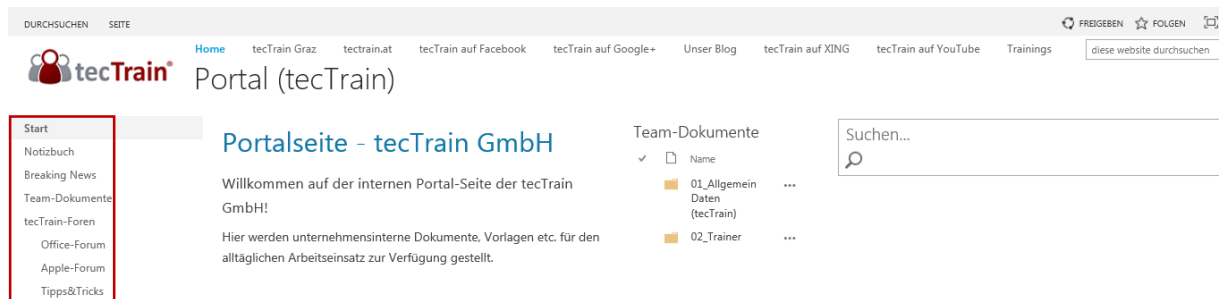 DURCHSUCHEN SEITE
FREIGEBEN FOLGEN
Home tecTrain Graz tectrain.at tecTrain auf Facebook tecTrain auf Google+ Unser Blog tecTrain auf XING tecTrain auf YouTube Trainings
diese website durchsuchen
tecTrain®
Portal (tecTrain)
Start
Notizbuch
Breaking News
Team-Dokumente
tecTrain-Foren
Office-Forum
Apple-Forum
Tipps&Tricks
Portalseite - tecTrain GmbH
Willkommen auf der internen Portal-Seite der tecTrain
GmbH!
Hier werden unternehmensinterne Dokumente, Vorlagen etc. für den
alltäglichen Arbeitseinsatz zur Verfügung gestellt.
Team-Dokumente
Name
01_Allgemein
Daten
(tecTrain)
...
02_Trainer
...
Suchen...